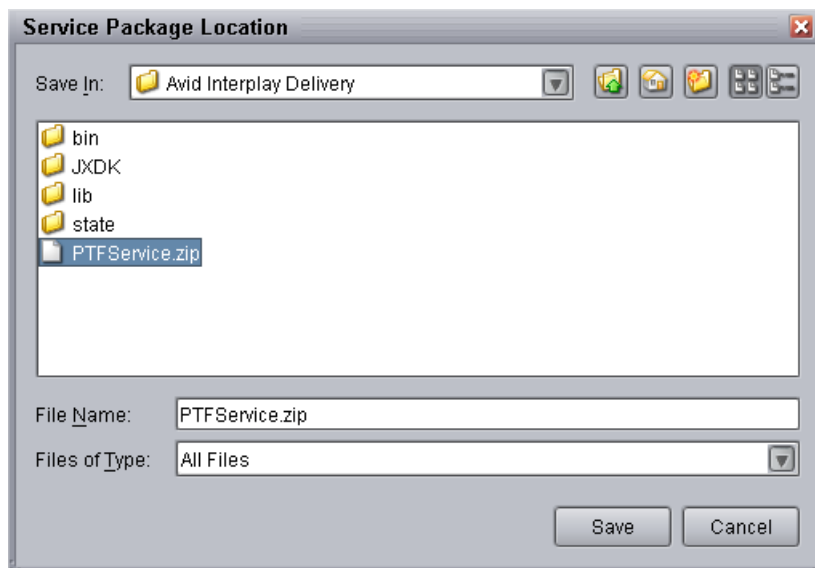 Service Package Location
Save In: Avid Interplay Delivery
bin
JXDK
lib
state
PTFService.zip
File Name: PTFService.zip
Files of Type: All Files
Save Cancel